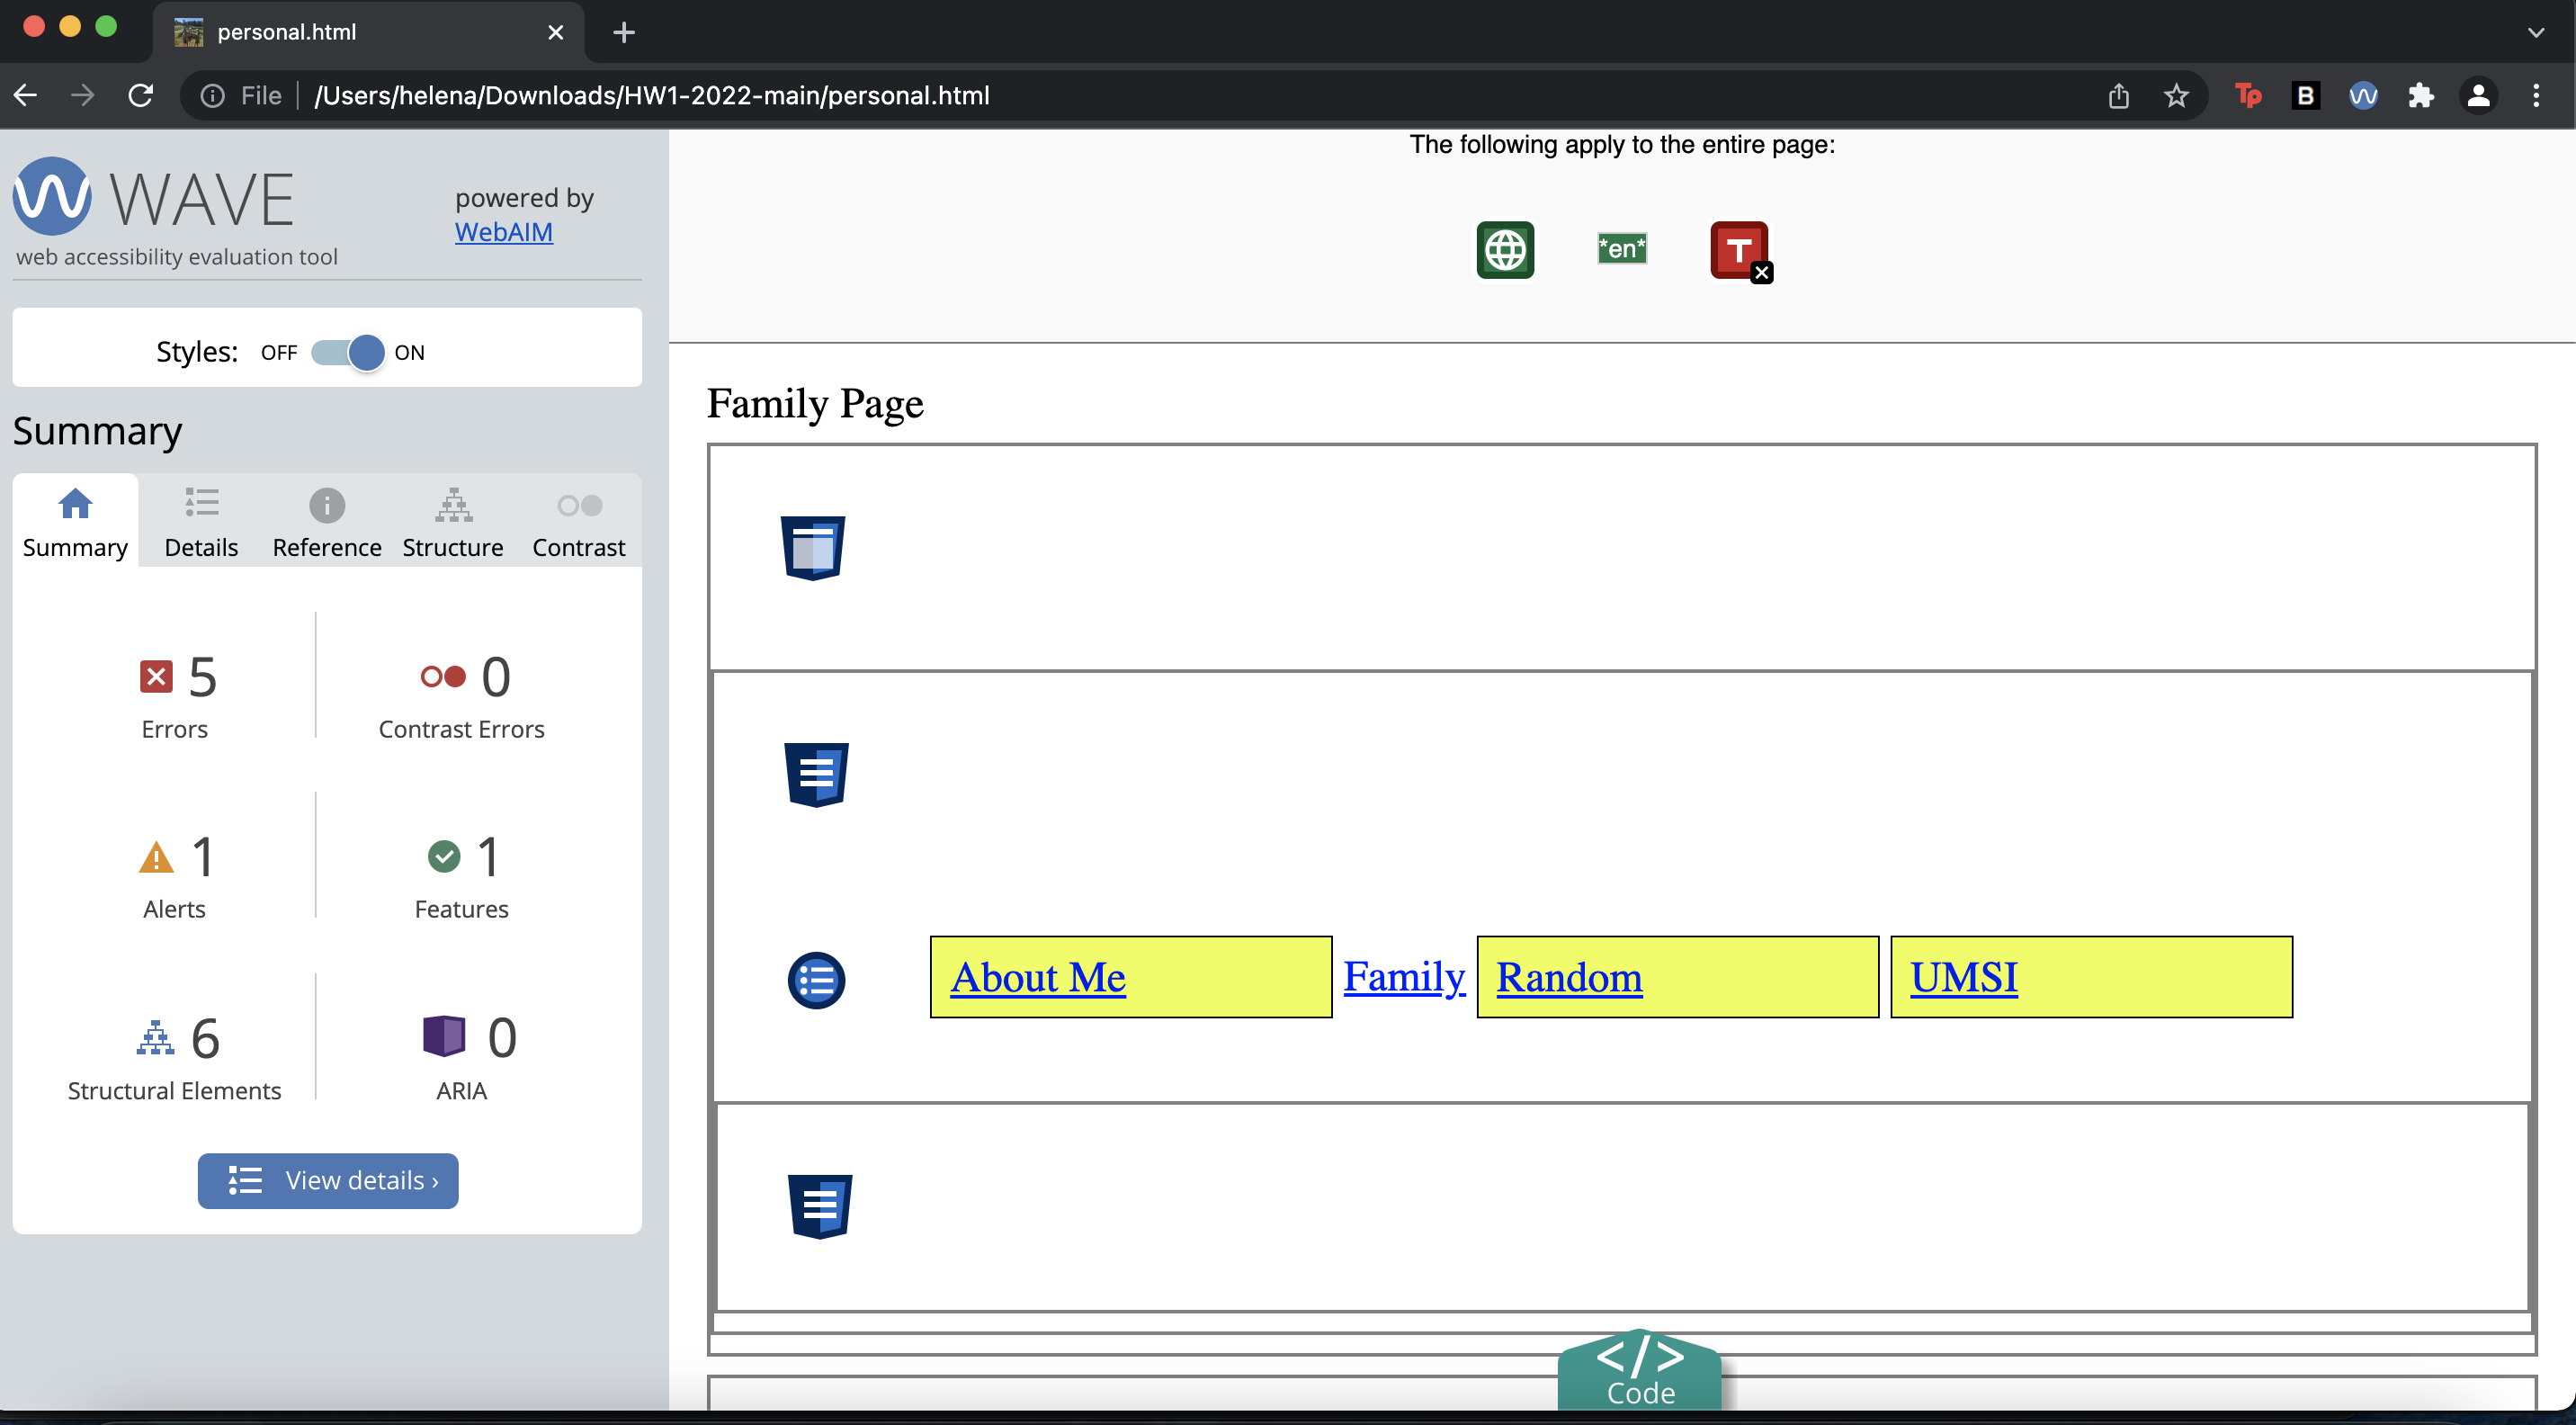 personal.html
File /Users/helena/Downloads/HW1-2022-main/personal.html
Tp B
WAVE
powered by
WebAIM
web accessibility evaluation tool
Styles: OFF ON
Summary
Summary Details Reference Structure Contrast
5 0
Errors Contrast Errors
1 1
Alerts Features
6 0
Structural Elements ARIA
View details ›
The following apply to the entire page:
*en* T
Family Page
About Me Family Random UMSI
</>
Code